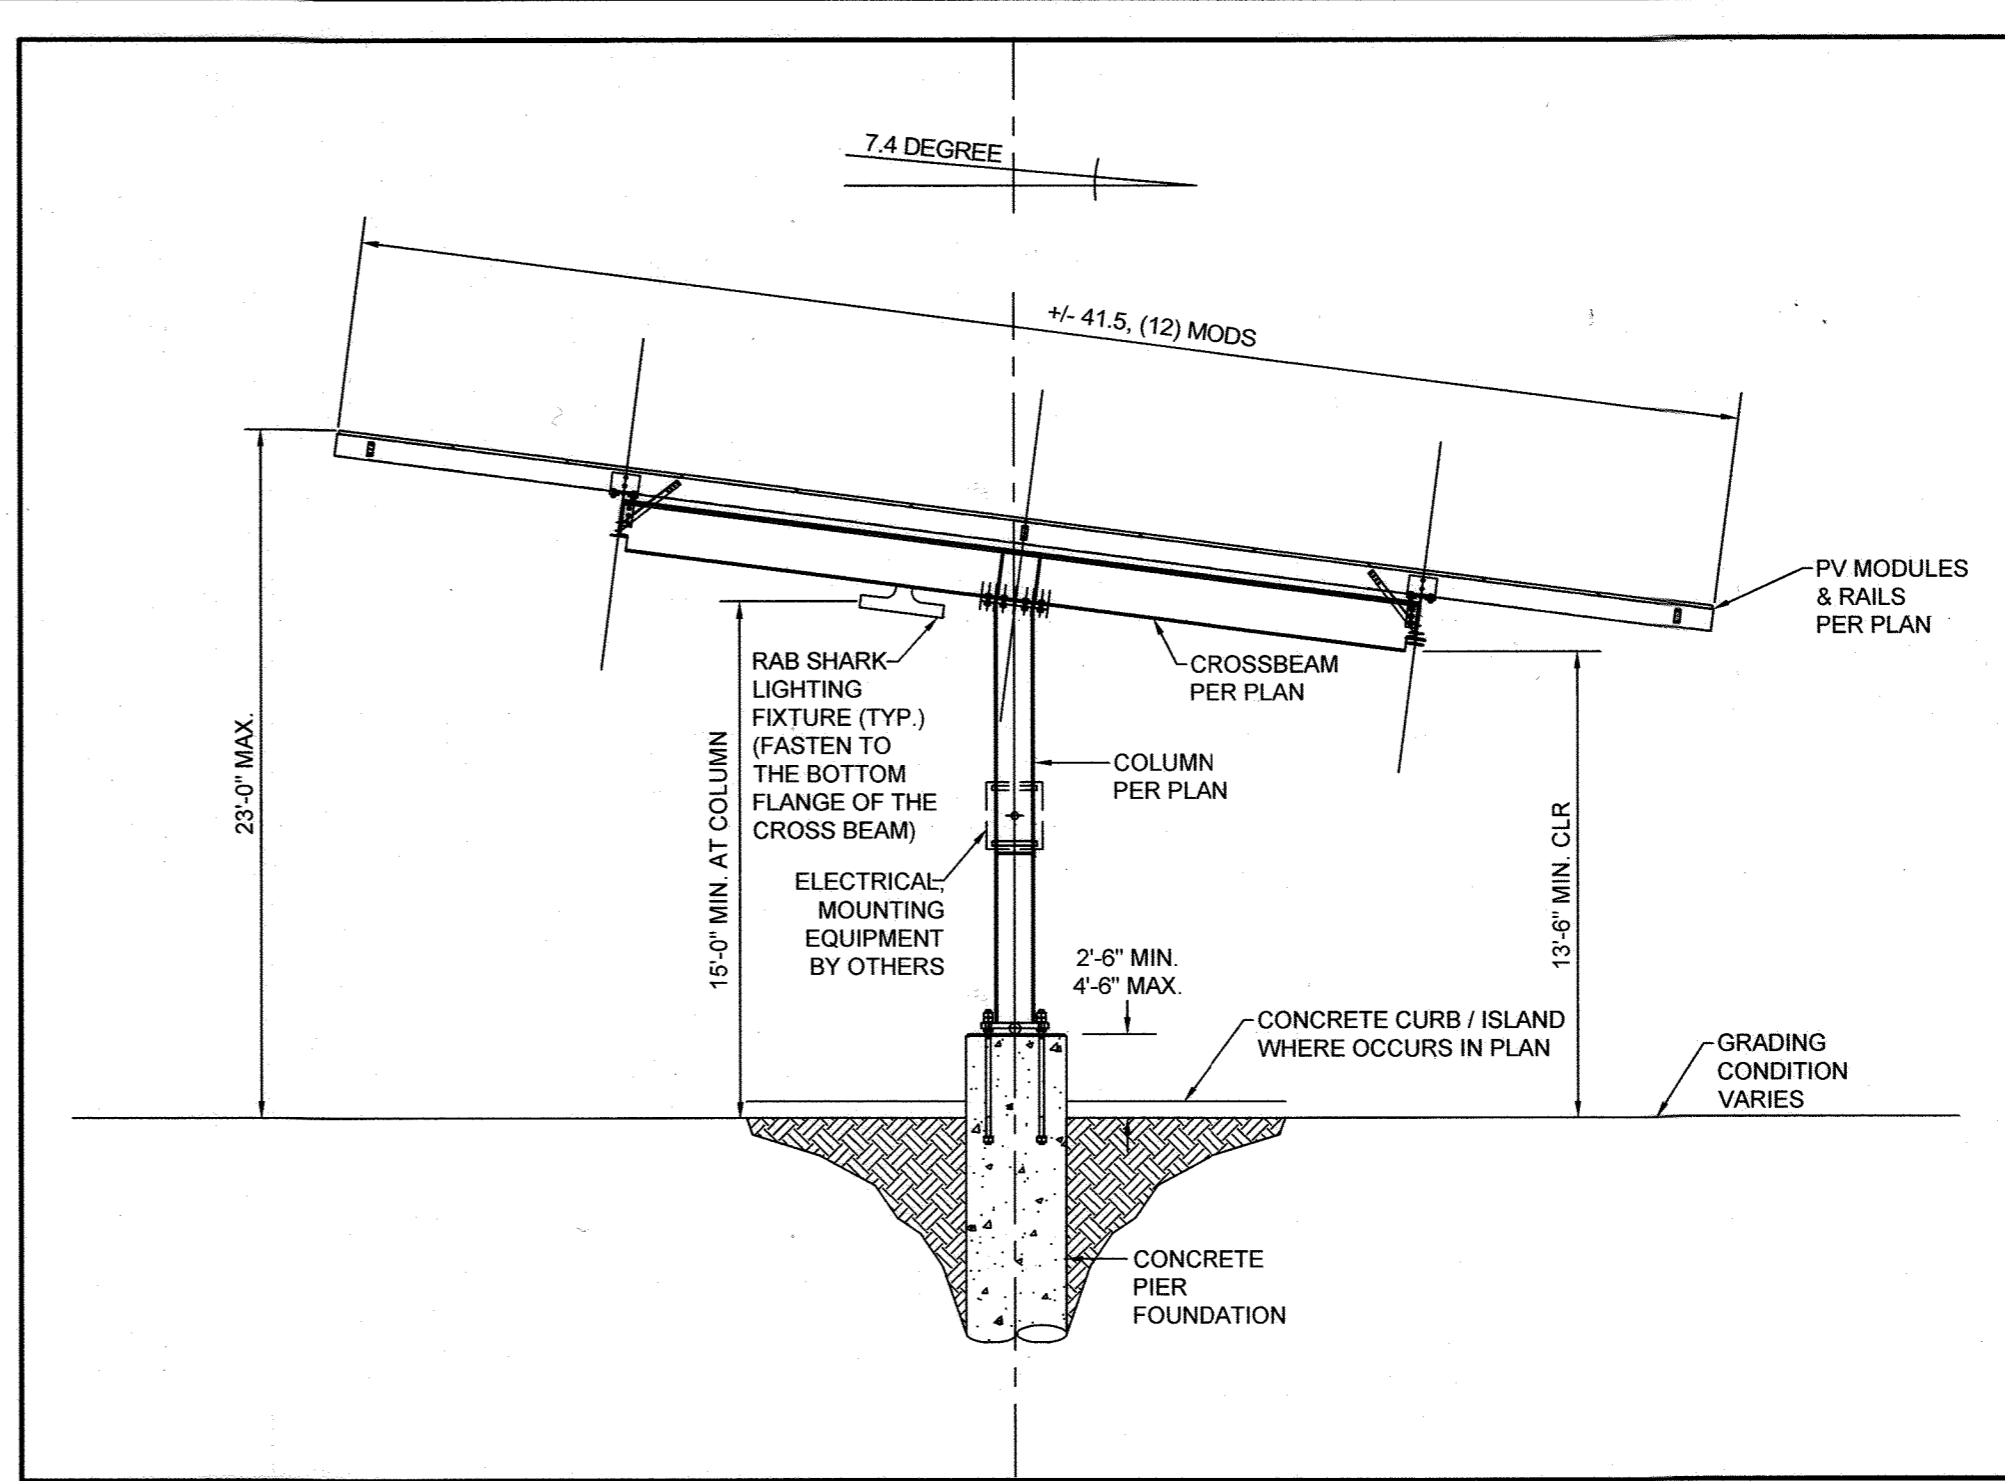 7.4 DEGREE
+/- 41.5, (12) MODS
PV MODULES
& RAILS
PER PLAN
RAB SHARK
LIGHTING
FIXTURE (TYP.)
(FASTEN TO
THE BOTTOM
FLANGE OF THE
CROSS BEAM)
CROSSBEAM
PER PLAN
23'-0" MAX.
15'-0" MIN. AT COLUMN
COLUMN
PER PLAN
13'-6" MIN. CLR
ELECTRICAL,
MOUNTING
EQUIPMENT
BY OTHERS
2'-6" MIN.
4'-6" MAX.
CONCRETE CURB / ISLAND
WHERE OCCURS IN PLAN
GRADING
CONDITION
VARIES
CONCRETE
PIER
FOUNDATION